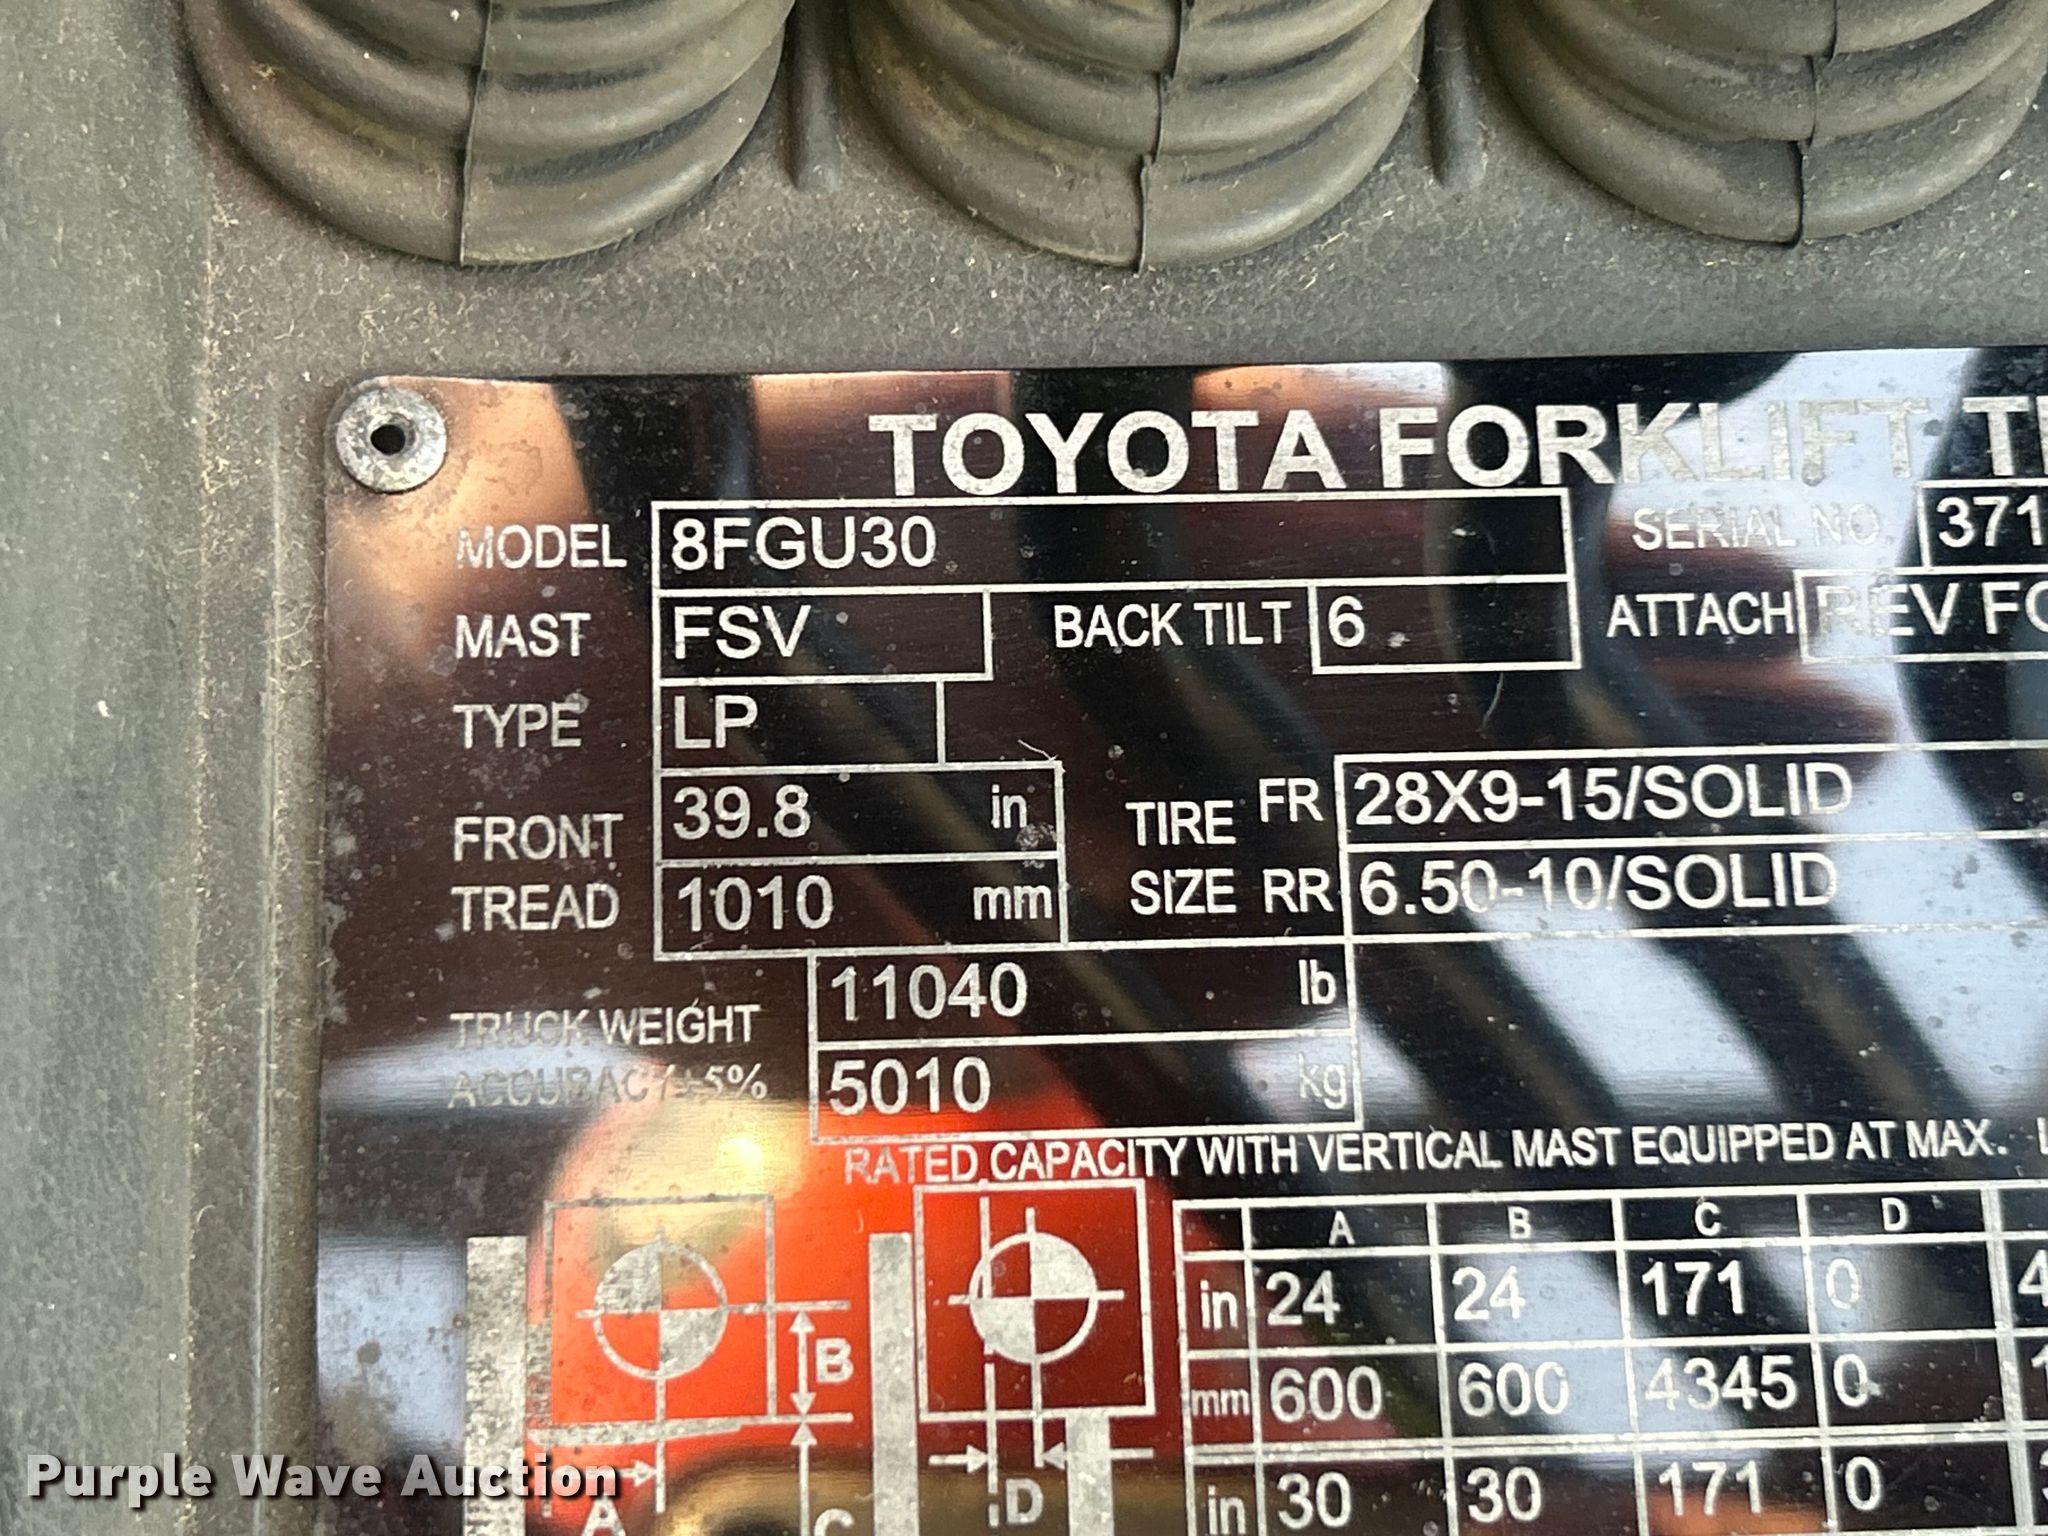 TOYOTA FORKLIFT
MODEL 8FGU30 SERIAL NO. 371
MAST FSV BACK TILT 6 ATTACH REV
TYPE LP
FRONT TREAD 39.8 in TIRE SIZE FR 28X9-15/SOLID
1010 mm RR 6.50-10/SOLID
TRUCK WEIGHT 11040 lb
ACCURACY±5% 5010 kg
RATED CAPACITY WITH VERTICAL MAST EQUIPPED AT MAX.
A B C D
in 24 24 171 0
mm 600 600 4345 0
in 30 30 171 0
B
D
A
C
Purple Wave Auction